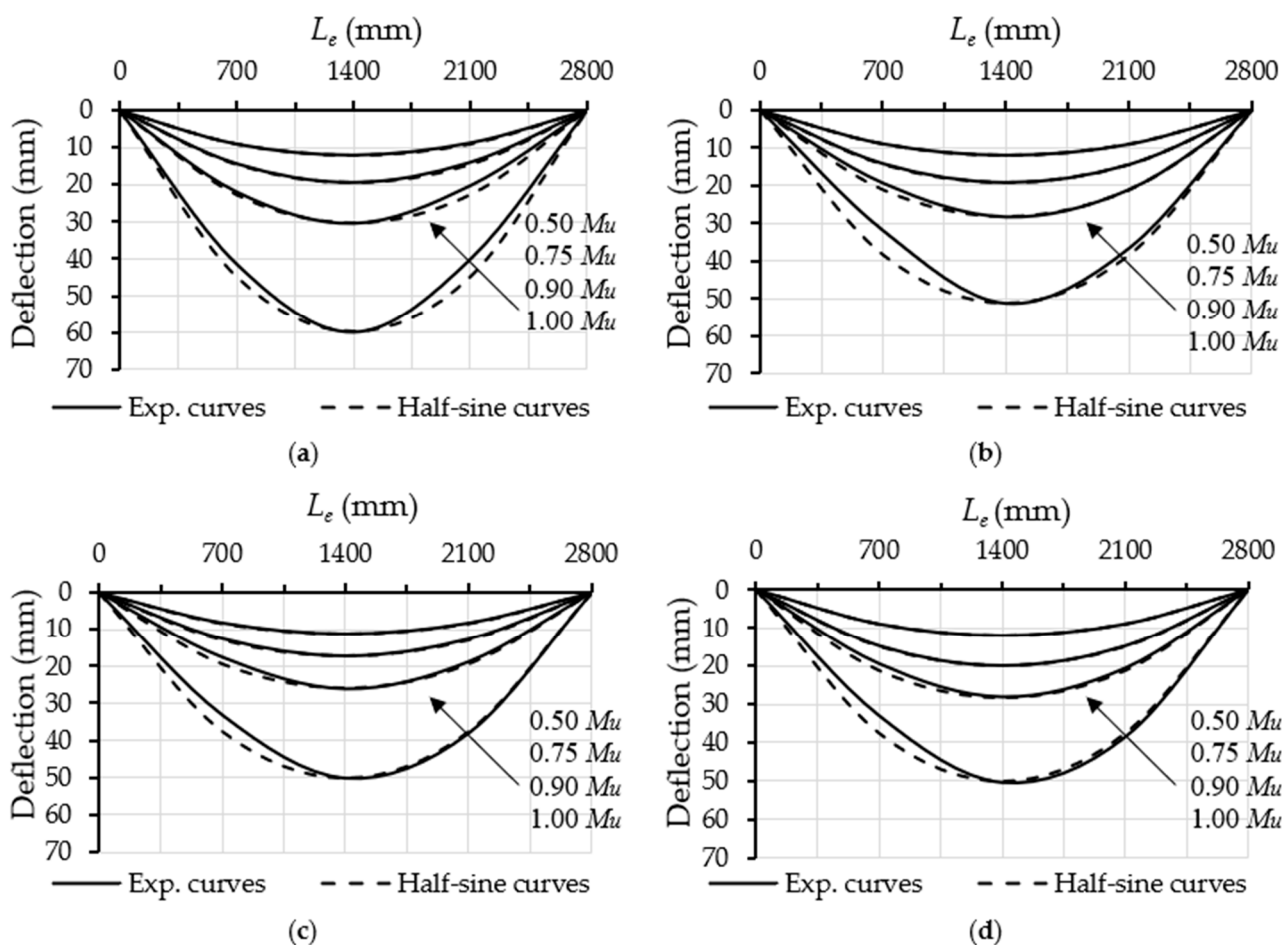 L_e (mm)
0 700 1400 2100 2800
Deflection (mm)
0
10
20
30
40
50
60
70
0.50 Mu
0.75 Mu
0.90 Mu
1.00 Mu
Exp. curves Half-sine curves
(a)
L_e (mm)
0 700 1400 2100 2800
Deflection (mm)
0
10
20
30
40
50
60
70
0.50 Mu
0.75 Mu
0.90 Mu
1.00 Mu
Exp. curves Half-sine curves
(b)
L_e (mm)
0 700 1400 2100 2800
Deflection (mm)
0
10
20
30
40
50
60
70
0.50 Mu
0.75 Mu
0.90 Mu
1.00 Mu
Exp. curves Half-sine curves
(c)
L_e (mm)
0 700 1400 2100 2800
Deflection (mm)
0
10
20
30
40
50
60
70
0.50 Mu
0.75 Mu
0.90 Mu
1.00 Mu
Exp. curves Half-sine curves
(d)